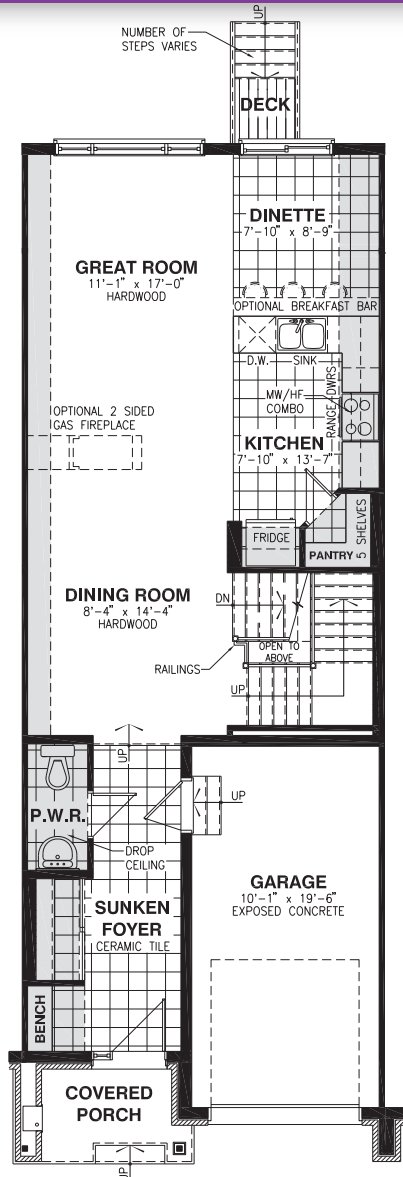 UP
NUMBER OF
STEPS VARIES
DECK
DINETTE
7'-10" x 8'-9"
GREAT ROOM
11'-1" x 17'-0"
HARDWOOD
OPTIONAL BREAKFAST BAR
D.W. SINK
MW/HF
COMBO
RANGE/DWRS
OPTIONAL 2 SIDED
GAS FIREPLACE
KITCHEN
7'-10" x 13'-7"
FRIDGE
PANTRY
5 SHELVES
DINING ROOM
8'-4" x 14'-4"
HARDWOOD
DN
OPEN TO
ABOVE
RAILINGS
UP
UP
UP
P.W.R.
DROP
CEILING
GARAGE
10'-1" x 19'-6"
EXPOSED CONCRETE
SUNKEN
FOYER
CERAMIC TILE
BENCH
COVERED
PORCH
UP